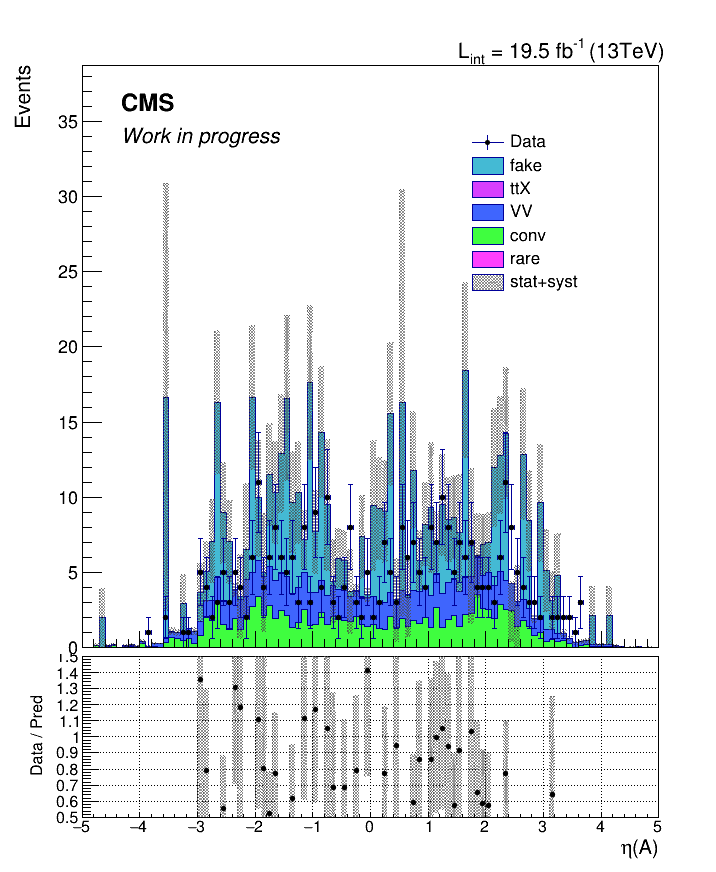 L_int = 19.5 fb^-1 (13TeV)
Events
CMS
Work in progress
Data
fake
ttX
VV
conv
rare
stat+syst
35
30
25
20
15
10
5
0
Data / Pred
1.5
1.4
1.3
1.2
1.1
1
0.9
0.8
0.7
0.6
0.5
−5 −4 −3 −2 −1 0 1 2 3 4 5
η(A)